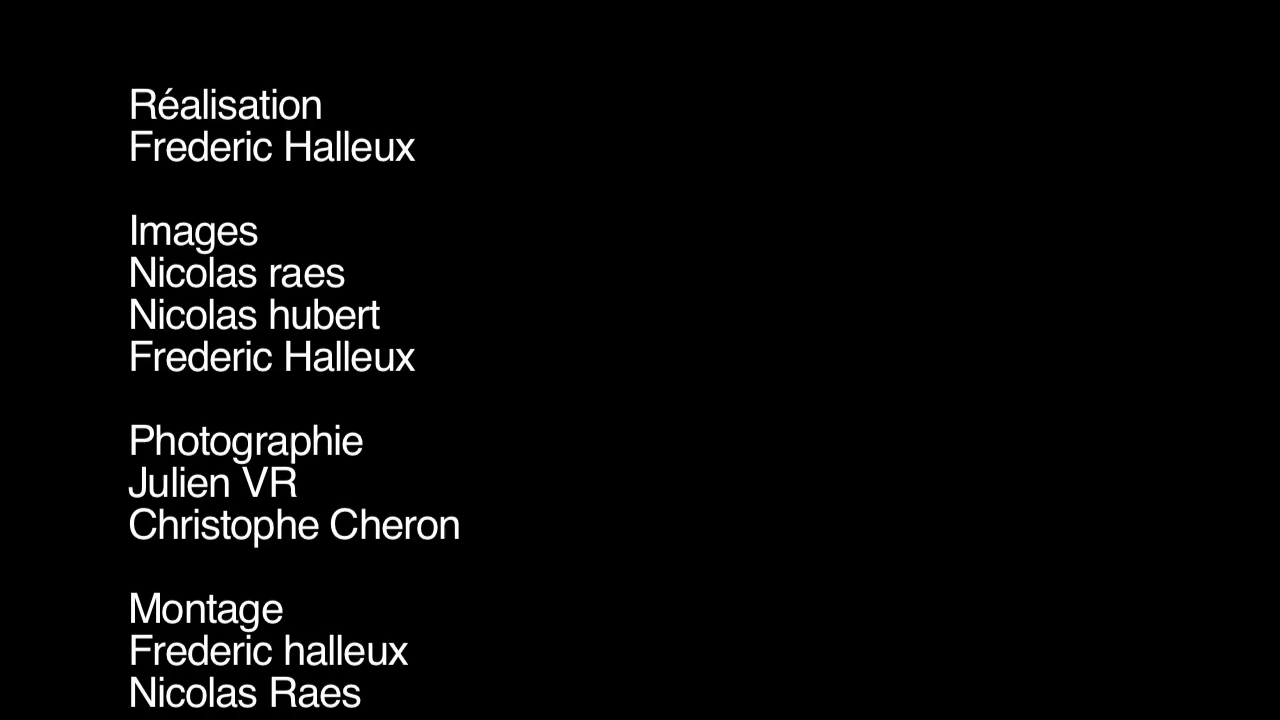 Réalisation
Frederic Halleux
Images
Nicolas raes
Nicolas hubert
Frederic Halleux
Photographie
Julien VR
Christophe Cheron
Montage
Frederic halleux
Nicolas Raes